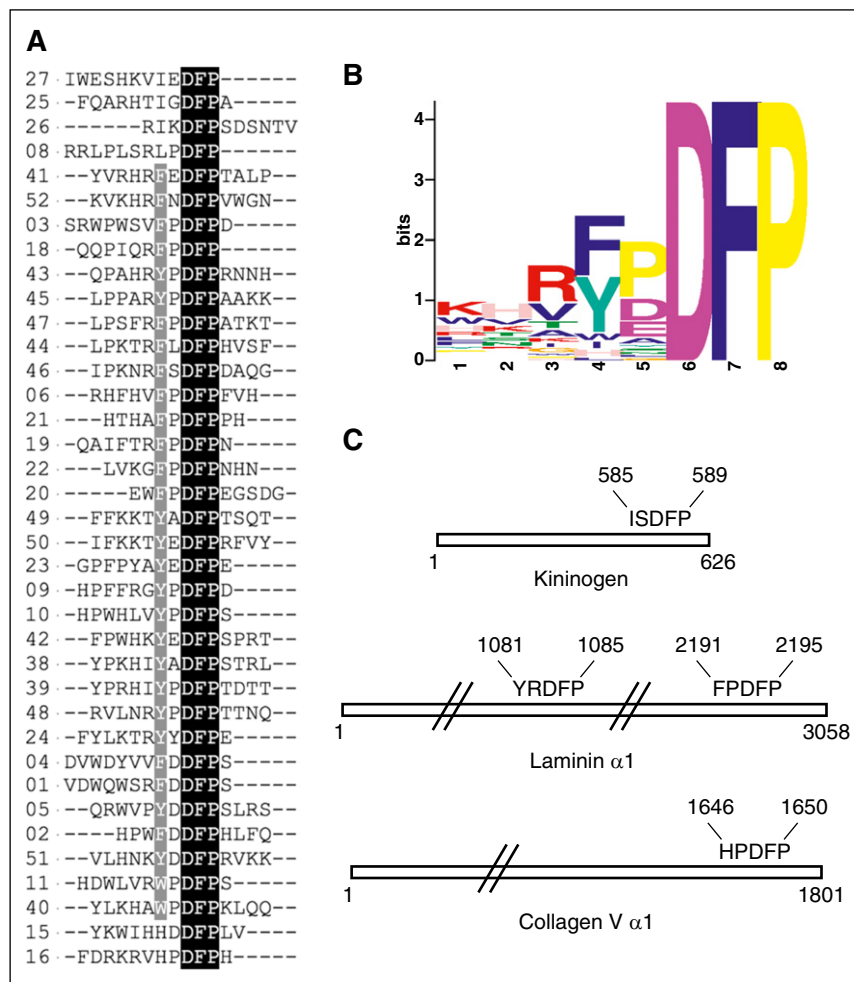 A
27 IWESHKVIEDFP------
25 -FQARHTIGDFPA-----
26 ------RIKDFPSDSNTV
08 RRLPLSRLPDFP------
41 --YVRHRFEDFPTALP--
52 --KVKHRFNDFPVWGN--
03 SRWPWSVFPDFPD-----
18 -QQPIQRFPDFP------
43 --QPAHRYPDFPRNNH--
45 --LPPARYPDFPAAKK--
47 --LPSFRFPDFPATKT--
44 --LPKTRFLDFPHVSF--
46 --IPKNRFSDFPDAQG--
06 --RHFHVFPDFPFVH---
21 ---HTHAFPDFPPH----
19 -QAIFTRFPDFPN-----
22 ---LVKGFPDFPNHN---
20 -----EWFPDFPEGSDG-
49 --FFKKTYADFPTSQT--
50 --IFKKTYEDFPRFVY--
23 -GPFPYAYEDFPE-----
09 -HPFFRGYPDFPD-----
10 -HPWHLVYPDFPS-----
42 --FPWHKYEDFPSPRT--
38 --YPKHIYADFPSTRL--
39 --YPRHIYPDFPTDTT--
48 --RVLNRYPDFPTTNQ--
24 -FYLKTRYYDFPE-----
04 DVWDYVVFDDFPS-----
01 VDWQWSRFDDFPS-----
05 --QRWVPYDDFPSLRS--
02 ----HPWFDDFPHLFQ--
51 --VLHNKYDDFPRVKK--
11 -HDWLVRWPDFPS-----
40 --YLKHAWPDFPKLQQ--
15 --YKWIHHDDFPLV----
16 -FDRKRVHPDFPH-----
B
bits
4
3
2
1
0
1 2 3 4 5 6 7 8
DFP
C
585 589
ISDFP
1 626
Kininogen
1081 1085 2191 2195
YRDFP FPDFP
1 3058
Laminin α1
1646 1650
HPDFP
1 1801
Collagen V α1